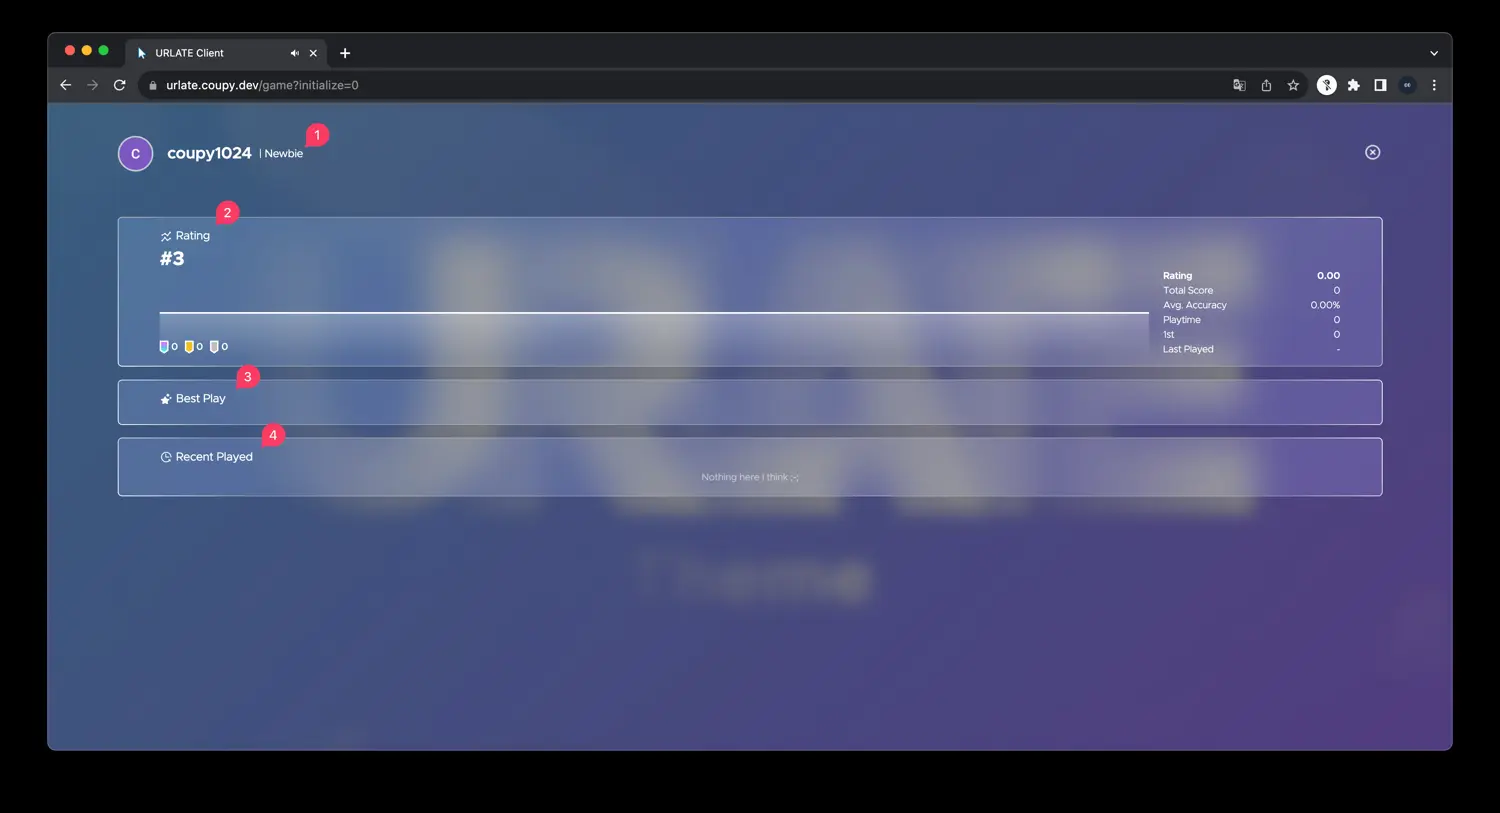 URLATE Client
urlate.coupy.dev/game?initialize=0
C coupy1024 | Newbie 1
2
Rating
#3
Rating 0.00
Total Score 0
Avg. Accuracy 0.00%
Playtime 0
1st 0
Last Played -
0 0 0
3
Best Play
4
Recent Played
Nothing here I think ;-;
URLATE
Theme